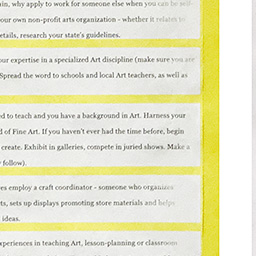 in, why apply to work for someone else when you can be self-
our own non-profit arts organization - whether it relates to
etails, research your state's guidelines.
our expertise in a specialized Art discipline (make sure you are
Spread the word to schools and local Art teachers, as well as
ed to teach and you have a background in Art. Harness your
d of Fine Art. If you haven't ever had the time before, begin
create. Exhibit in galleries, compete in juried shows. Make a
follow).
es employ a craft coordinator - someone who organizes
rts, sets up displays promoting store materials and helps
ideas.
xperiences in teaching Art, lesson-planning or classroom